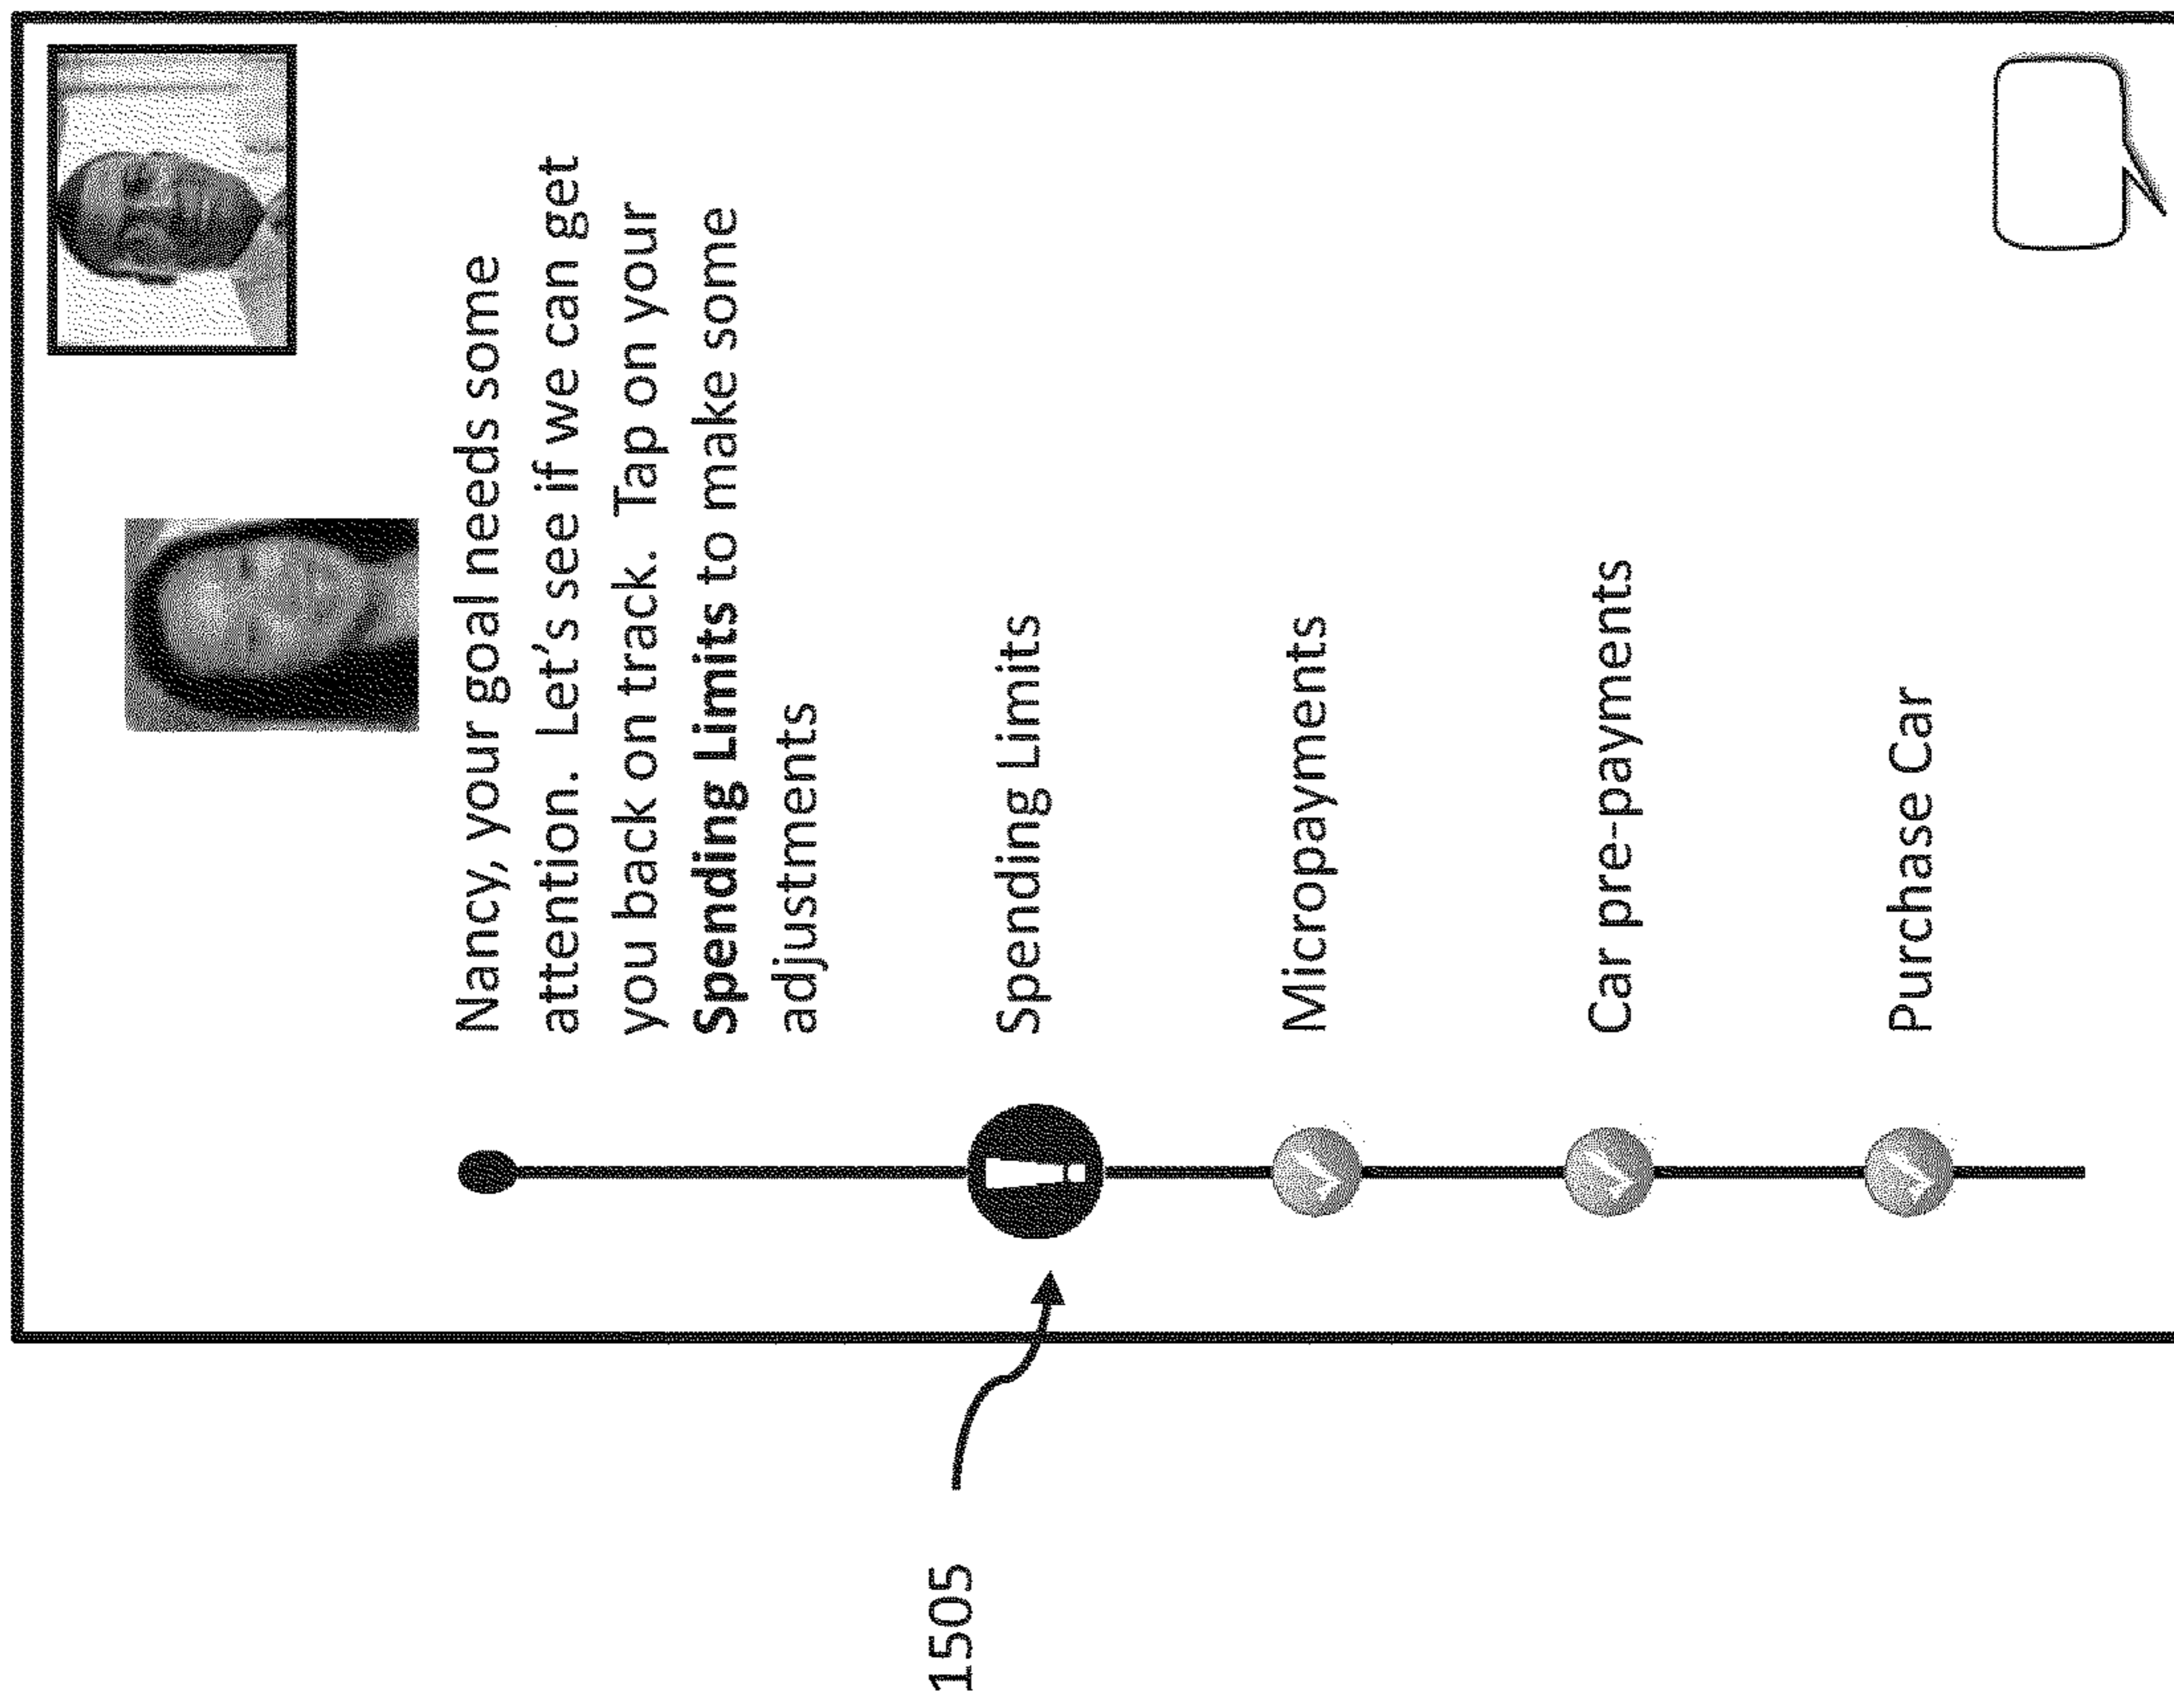 Nancy, your goal needs some
attention. Let's see if we can get
you back on track. Tap on your
Spending Limits to make some
adjustments
Spending Limits
Micropayments
Car pre-payments
Purchase Car
1505